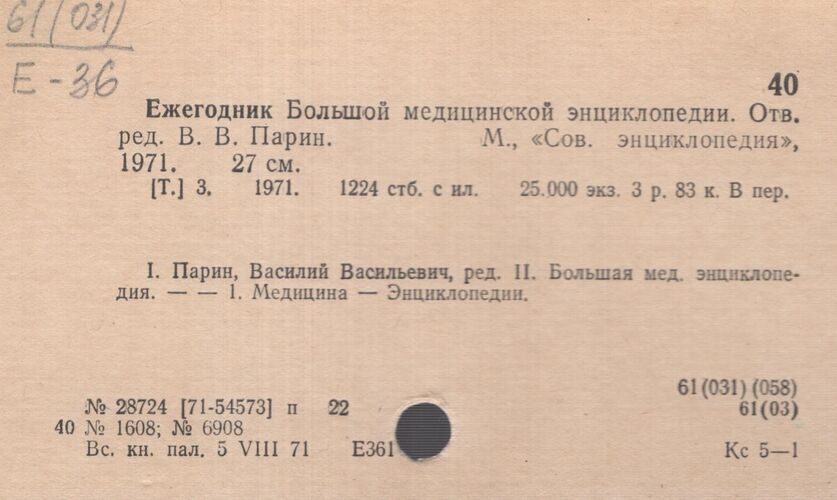 61(031)
Е-36
40
Ежегодник Большой медицинской энциклопедии. Отв.
ред. В. В. Парин. М., «Сов. энциклопедия»,
1971. 27 см.
[Т.] 3. 1971. 1224 стб. с ил. 25.000 экз. 3 р. 83 к. В пер.
I. Парин, Василий Васильевич, ред. II. Большая мед. энциклопе-
дия. — — 1. Медицина — Энциклопедии.
61(031)(058)
№ 28724 [71-54573] п 22 61(03)
40 № 1608; № 6908
Вс. кн. пал. 5 VIII 71 Е361 Кс 5—1